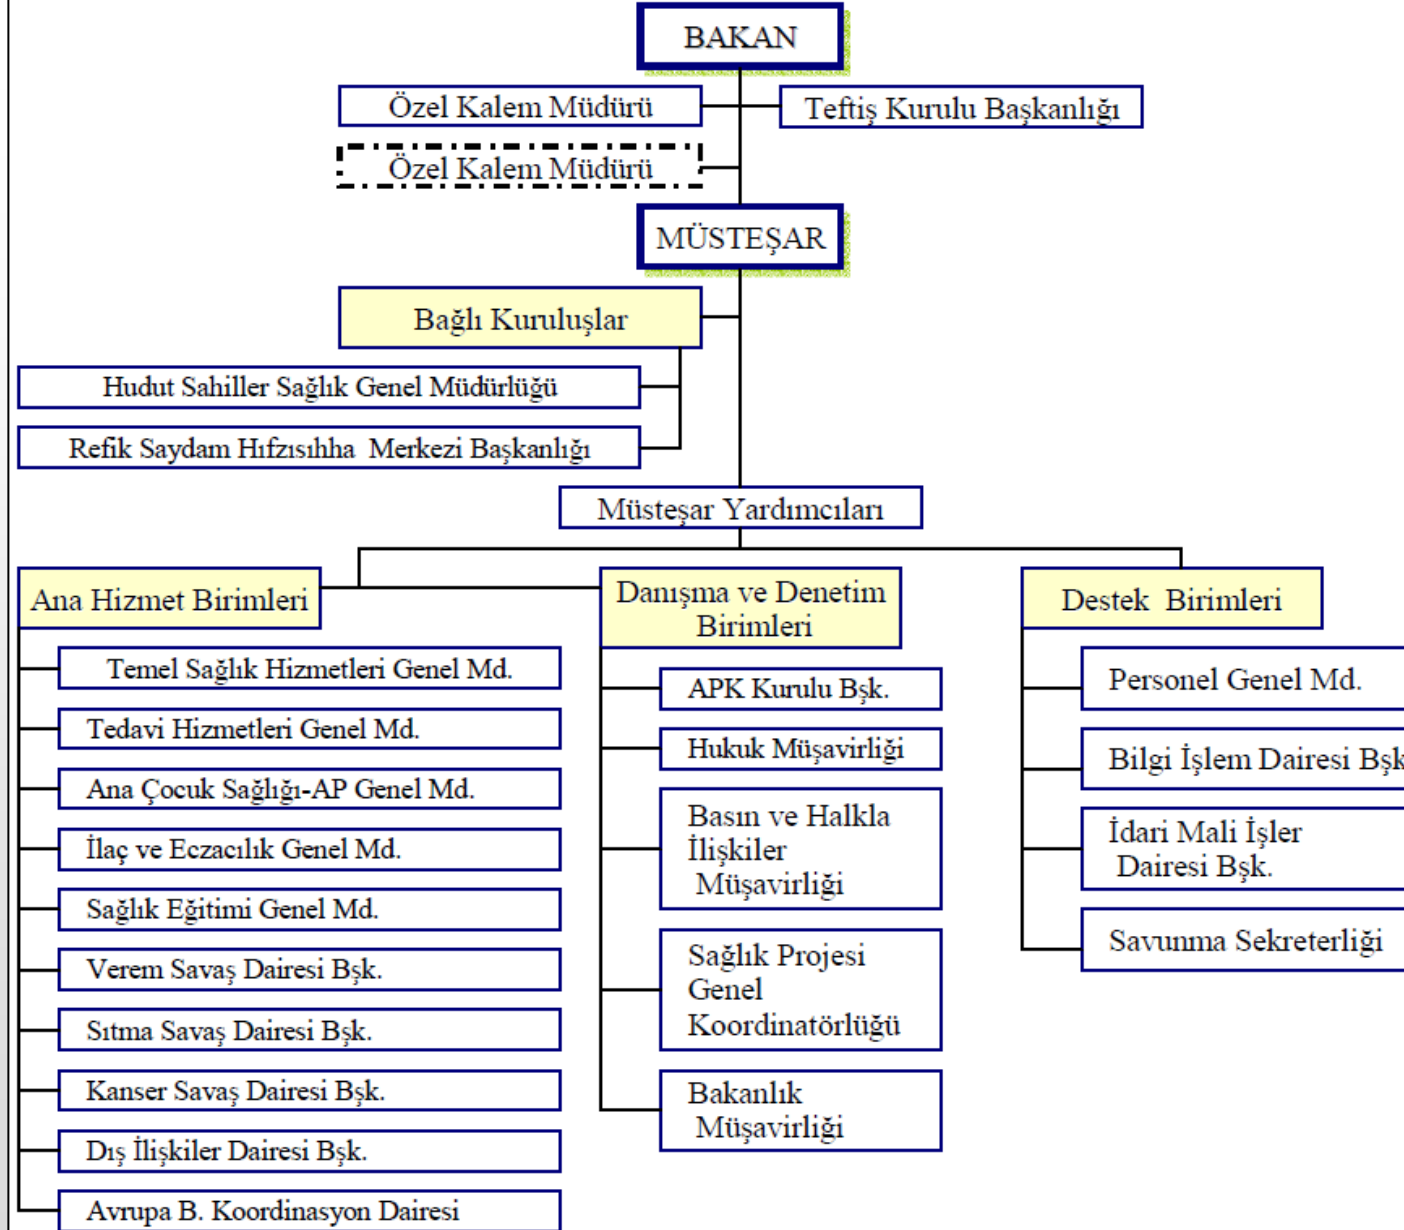 BAKAN
Özel Kalem Müdürü
Teftiş Kurulu Başkanlığı
Özel Kalem Müdürü
MÜSTEŞAR
Bağlı Kuruluşlar
Hudut Sahiller Sağlık Genel Müdürlüğü
Refik Saydam Hıfzısıhha Merkezi Başkanlığı
Müsteşar Yardımcıları
Ana Hizmet Birimleri
Temel Sağlık Hizmetleri Genel Md.
Tedavi Hizmetleri Genel Md.
Ana Çocuk Sağlığı-AP Genel Md.
İlaç ve Eczacılık Genel Md.
Sağlık Eğitimi Genel Md.
Verem Savaş Dairesi Bşk.
Sıtma Savaş Dairesi Bşk.
Kanser Savaş Dairesi Bşk.
Dış İlişkiler Dairesi Bşk.
Avrupa B. Koordinasyon Dairesi
Danışma ve Denetim
Birimleri
APK Kurulu Bşk.
Hukuk Müşavirliği
Basın ve Halkla
İlişkiler
Müşavirliği
Sağlık Projesi
Genel
Koordinatörlüğü
Bakanlık
Müşavirliği
Destek Birimleri
Personel Genel Md.
Bilgi İşlem Dairesi Bşk
İdari Mali İşler
Dairesi Bşk.
Savunma Sekreterliği